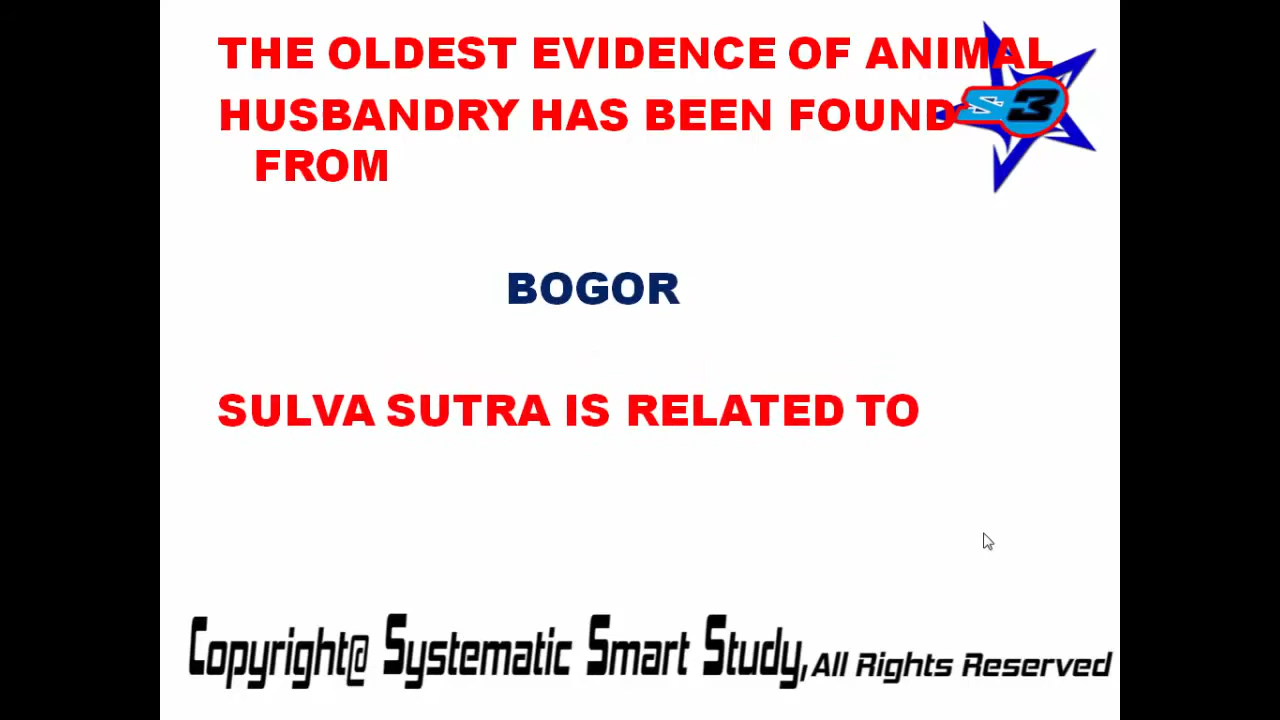 THE OLDEST EVIDENCE OF ANIMAL
HUSBANDRY HAS BEEN FOUND
FROM
S3
BOGOR
SULVA SUTRA IS RELATED TO
Copyright@ Systematic Smart Study, All Rights Reserved